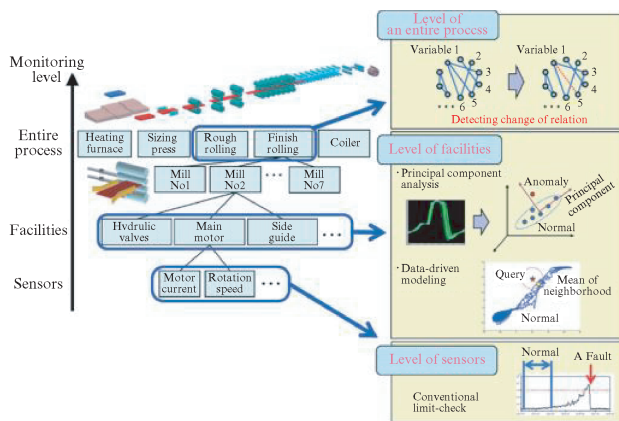 Monitoring
level
Entire
process
Facilities
Sensors
Heating
furnace
Sizing
press
Rough
rolling
Finish
rolling
Coiler
Mill
No1
Mill
No2
...
Mill
No7
Hvdrulic
valves
Main
motor
Side
guide
...
Motor
current
Rotation
speed
...
Level of
an entire process
Variable 1
2
3
4
5
6
...
Variable 1
2
3
4
5
6
...
Detecting change of relation
Level of facilities
· Principal component
analysis
Anomaly
Principal
component
Normal
· Data-driven
modeling
Query
Mean of
neighborhood
Normal
Level of sensors
Conventional
limit-check
Normal
A Fault